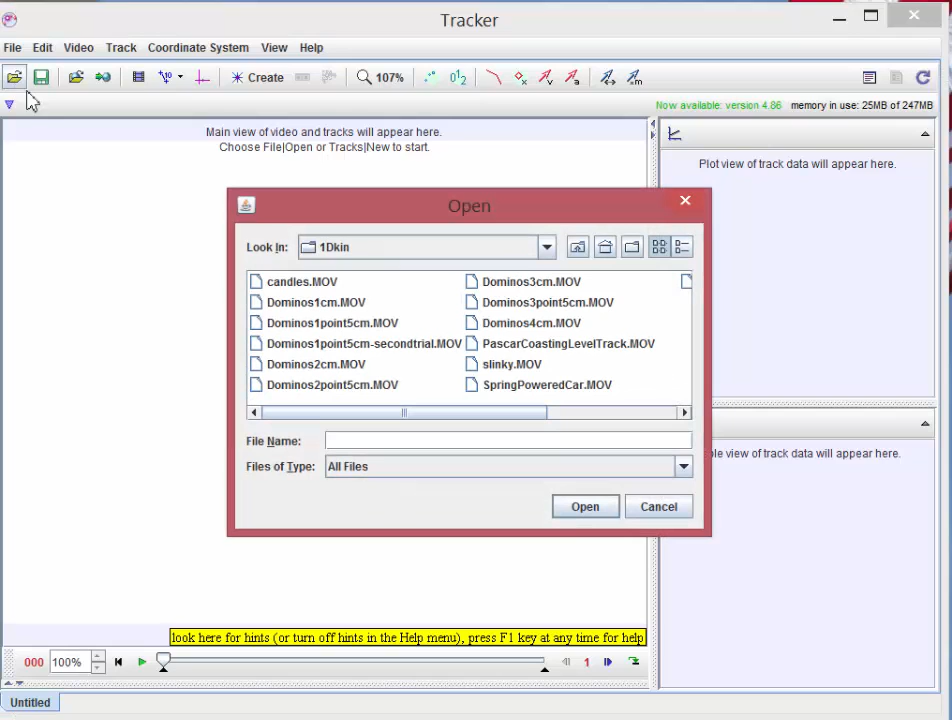 Tracker
File Edit Video Track Coordinate System View Help
Create 107%
Now available: version 4.86 memory in use: 25MB of 247MB
Main view of video and tracks will appear here.
Choose File|Open or Tracks|New to start.
Plot view of track data will appear here.
Open
Look In: 1Dkin
candles.MOV Dominos3cm.MOV
Dominos1cm.MOV Dominos3point5cm.MOV
Dominos1point5cm.MOV Dominos4cm.MOV
Dominos1point5cm-secondtrial.MOV PascarCoastingLevelTrack.MOV
Dominos2cm.MOV slinky.MOV
Dominos2point5cm.MOV SpringPoweredCar.MOV
File Name:
Files of Type: All Files
Open Cancel
view of track data will appear here.
look here for hints (or turn off hints in the Help menu), press F1 key at any time for help
000 100% 1
Untitled